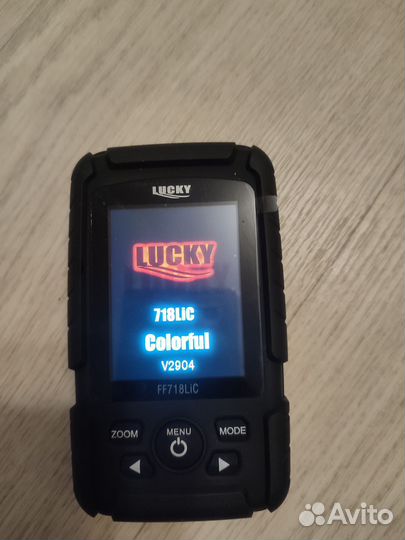 LUCKY
LUCKY
718LiC
Colorful
V2904
FF718LiC
ZOOM
MENU
MODE
Avito